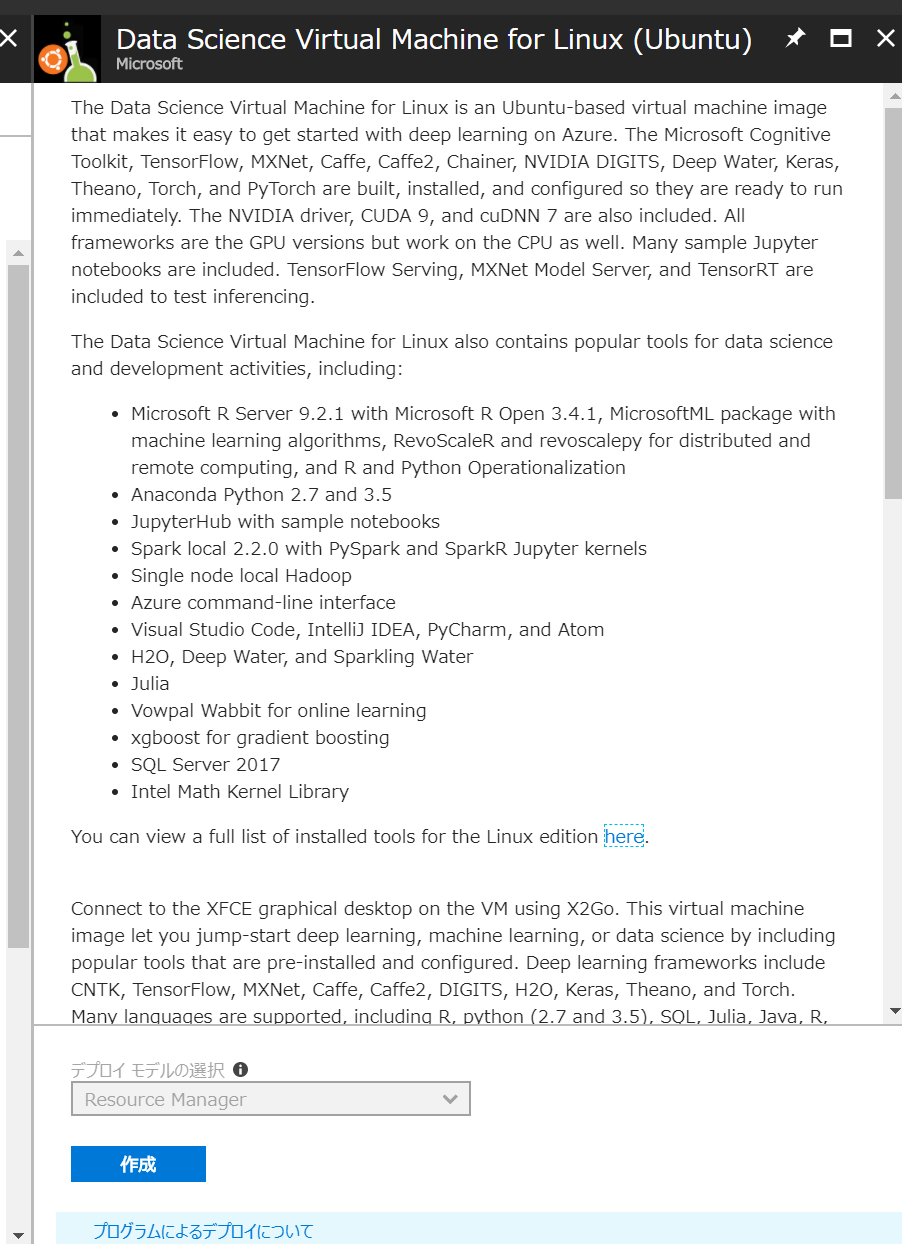 Data Science Virtual Machine for Linux (Ubuntu)
Microsoft
The Data Science Virtual Machine for Linux is an Ubuntu-based virtual machine image
that makes it easy to get started with deep learning on Azure. The Microsoft Cognitive
Toolkit, TensorFlow, MXNet, Caffe, Caffe2, Chainer, NVIDIA DIGITS, Deep Water, Keras,
Theano, Torch, and PyTorch are built, installed, and configured so they are ready to run
immediately. The NVIDIA driver, CUDA 9, and cuDNN 7 are also included. All
frameworks are the GPU versions but work on the CPU as well. Many sample Jupyter
notebooks are included. TensorFlow Serving, MXNet Model Server, and TensorRT are
included to test inferencing.
The Data Science Virtual Machine for Linux also contains popular tools for data science
and development activities, including:
• Microsoft R Server 9.2.1 with Microsoft R Open 3.4.1, MicrosoftML package with
machine learning algorithms, RevoScaleR and revoscalepy for distributed and
remote computing, and R and Python Operationalization
• Anaconda Python 2.7 and 3.5
• JupyterHub with sample notebooks
• Spark local 2.2.0 with PySpark and SparkR Jupyter kernels
• Single node local Hadoop
• Azure command-line interface
• Visual Studio Code, IntelliJ IDEA, PyCharm, and Atom
• H2O, Deep Water, and Sparkling Water
• Julia
• Vowpal Wabbit for online learning
• xgboost for gradient boosting
• SQL Server 2017
• Intel Math Kernel Library
You can view a full list of installed tools for the Linux edition here.
Connect to the XFCE graphical desktop on the VM using X2Go. This virtual machine
image let you jump-start deep learning, machine learning, or data science by including
popular tools that are pre-installed and configured. Deep learning frameworks include
CNTK, TensorFlow, MXNet, Caffe, Caffe2, DIGITS, H2O, Keras, Theano, and Torch.
Many languages are supported, including R, python (2.7 and 3.5), SQL, Julia, Java, R,
デプロイ モデルの選択
Resource Manager
作成
プログラムによるデプロイについて